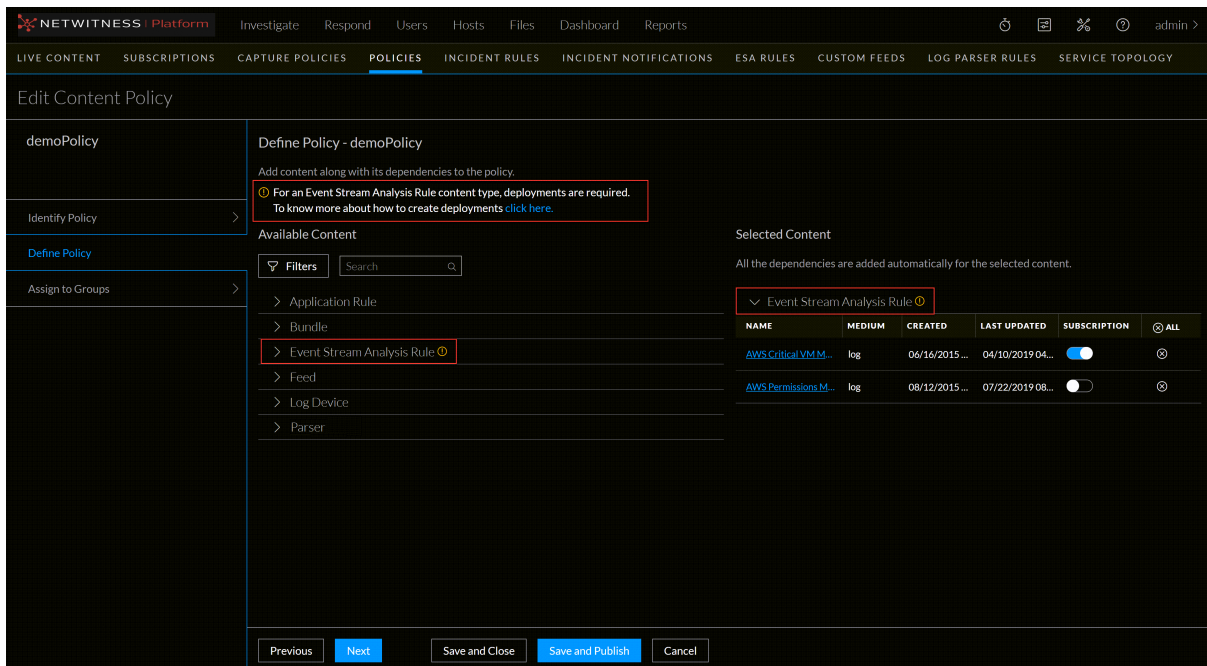 NETWITNESS | Platform
Investigate Respond Users Hosts Files Dashboard Reports admin >
LIVE CONTENT SUBSCRIPTIONS CAPTURE POLICIES POLICIES INCIDENT RULES INCIDENT NOTIFICATIONS ESA RULES CUSTOM FEEDS LOG PARSER RULES SERVICE TOPOLOGY
Edit Content Policy
demoPolicy
Identify Policy
Define Policy
Assign to Groups
Define Policy - demoPolicy
Add content along with its dependencies to the policy.
For an Event Stream Analysis Rule content type, deployments are required.
To know more about how to create deployments click here.
Available Content
Filters Search
Application Rule
Bundle
Event Stream Analysis Rule
Feed
Log Device
Parser
Selected Content
All the dependencies are added automatically for the selected content.
Event Stream Analysis Rule
NAME MEDIUM CREATED LAST UPDATED SUBSCRIPTION ALL
AWS Critical VM M... log 06/16/2015 ... 04/10/2019 04...
AWS Permissions M... log 08/12/2015 ... 07/22/2019 08...
Previous Next Save and Close Save and Publish Cancel